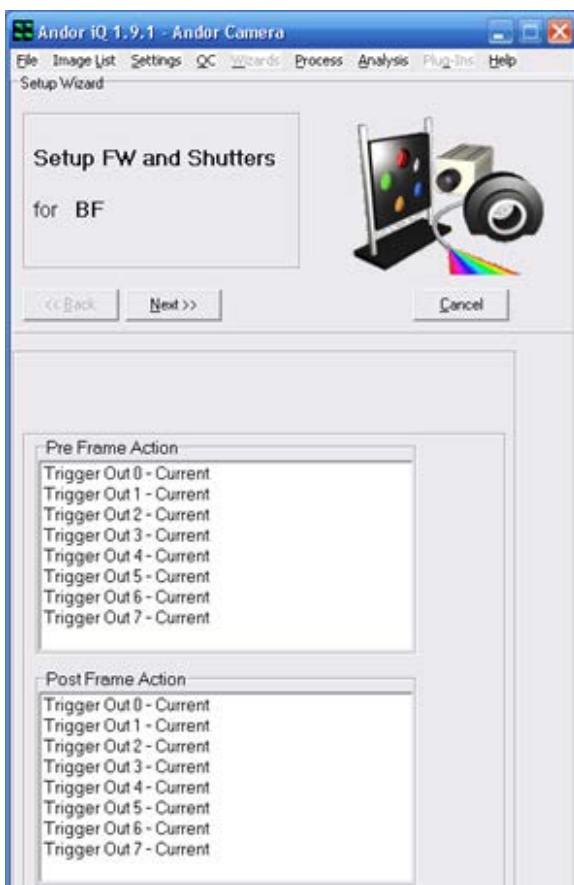 Andor iQ 1.9.1 - Andor Camera
File Image List Settings QC Wizards Process Analysis Plug-Ins Help
Setup Wizard
Setup FW and Shutters
for BF
<< Back Next >> Cancel
Pre Frame Action
Trigger Out 0 - Current
Trigger Out 1 - Current
Trigger Out 2 - Current
Trigger Out 3 - Current
Trigger Out 4 - Current
Trigger Out 5 - Current
Trigger Out 6 - Current
Trigger Out 7 - Current
Post Frame Action
Trigger Out 0 - Current
Trigger Out 1 - Current
Trigger Out 2 - Current
Trigger Out 3 - Current
Trigger Out 4 - Current
Trigger Out 5 - Current
Trigger Out 6 - Current
Trigger Out 7 - Current